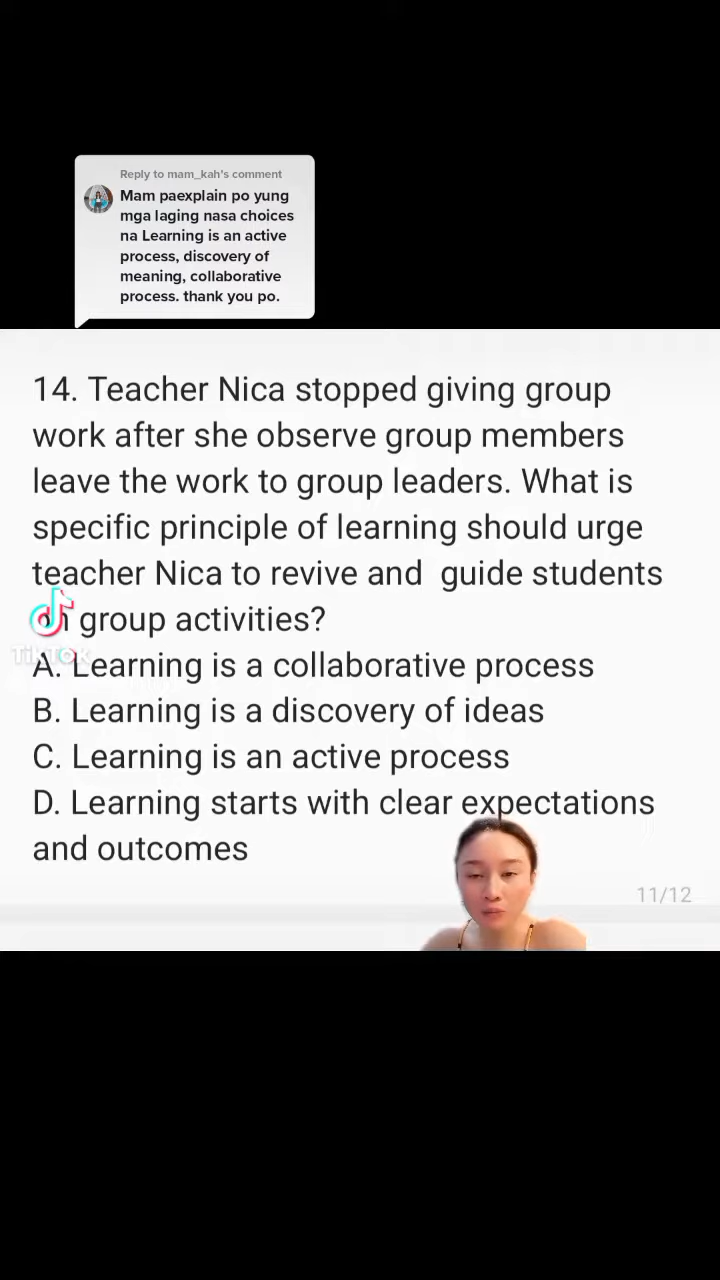 Reply to mam_kah's comment
Mam paexplain po yung
mga laging nasa choices
na Learning is an active
process, discovery of
meaning, collaborative
process. thank you po.
14. Teacher Nica stopped giving group
work after she observe group members
leave the work to group leaders. What is
specific principle of learning should urge
teacher Nica to revive and guide students
on group activities?
TikTok
A. Learning is a collaborative process
B. Learning is a discovery of ideas
C. Learning is an active process
D. Learning starts with clear expectations
and outcomes
11/12